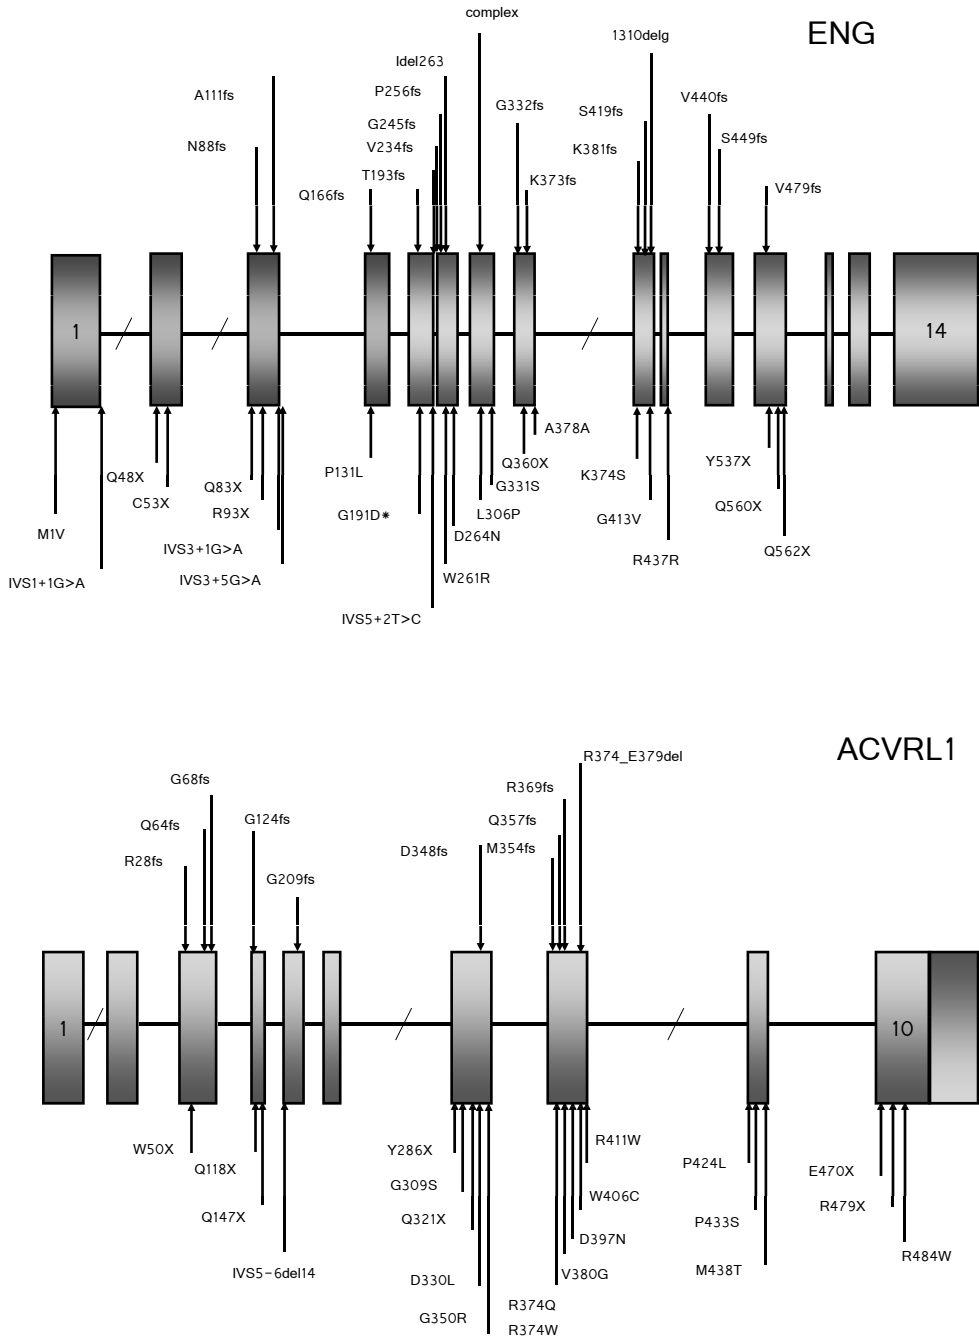 complex
ENG
1310delg
Idel263
A111fs
P256fs
V440fs
G332fs
S419fs
G245fs
S449fs
N88fs
V234fs
K381fs
T193fs
K373fs
V479fs
Q166fs
1
14
A378A
Y537X
Q360X
P131L
K374S
Q48X
G331S
Q83X
C53X
Q560X
L306P
R93X
G191D*
G413V
M1V
D264N
IVS3+1G>A
Q562X
R437R
W261R
IVS3+5G>A
IVS1+1G>A
IVS5+2T>C
ACVRL1
R374_E379del
G68fs
R369fs
G124fs
Q357fs
Q64fs
M354fs
D348fs
R28fs
G209fs
1
10
R411W
W50X
Y286X
P424L
Q118X
E470X
G309S
W406C
R479X
Q147X
Q321X
P433S
D397N
R484W
M438T
IVS5-6del14
V380G
D330L
R374Q
G350R
R374W